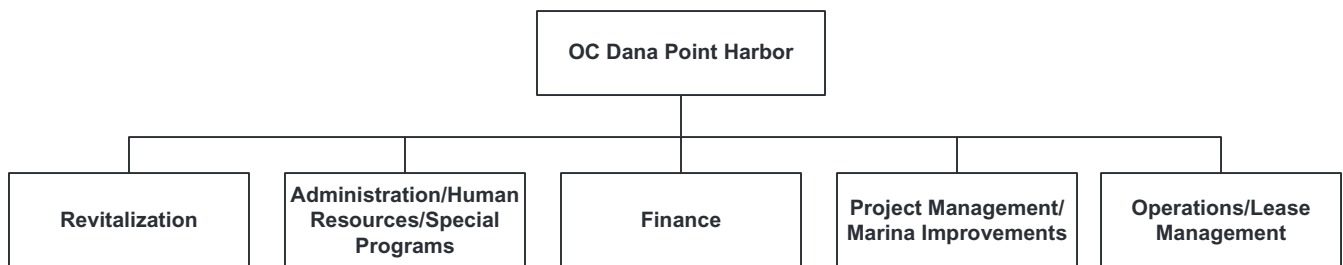 OC Dana Point Harbor
Revitalization
Administration/Human
Resources/Special
Programs
Finance
Project Management/
Marina Improvements
Operations/Lease
Management